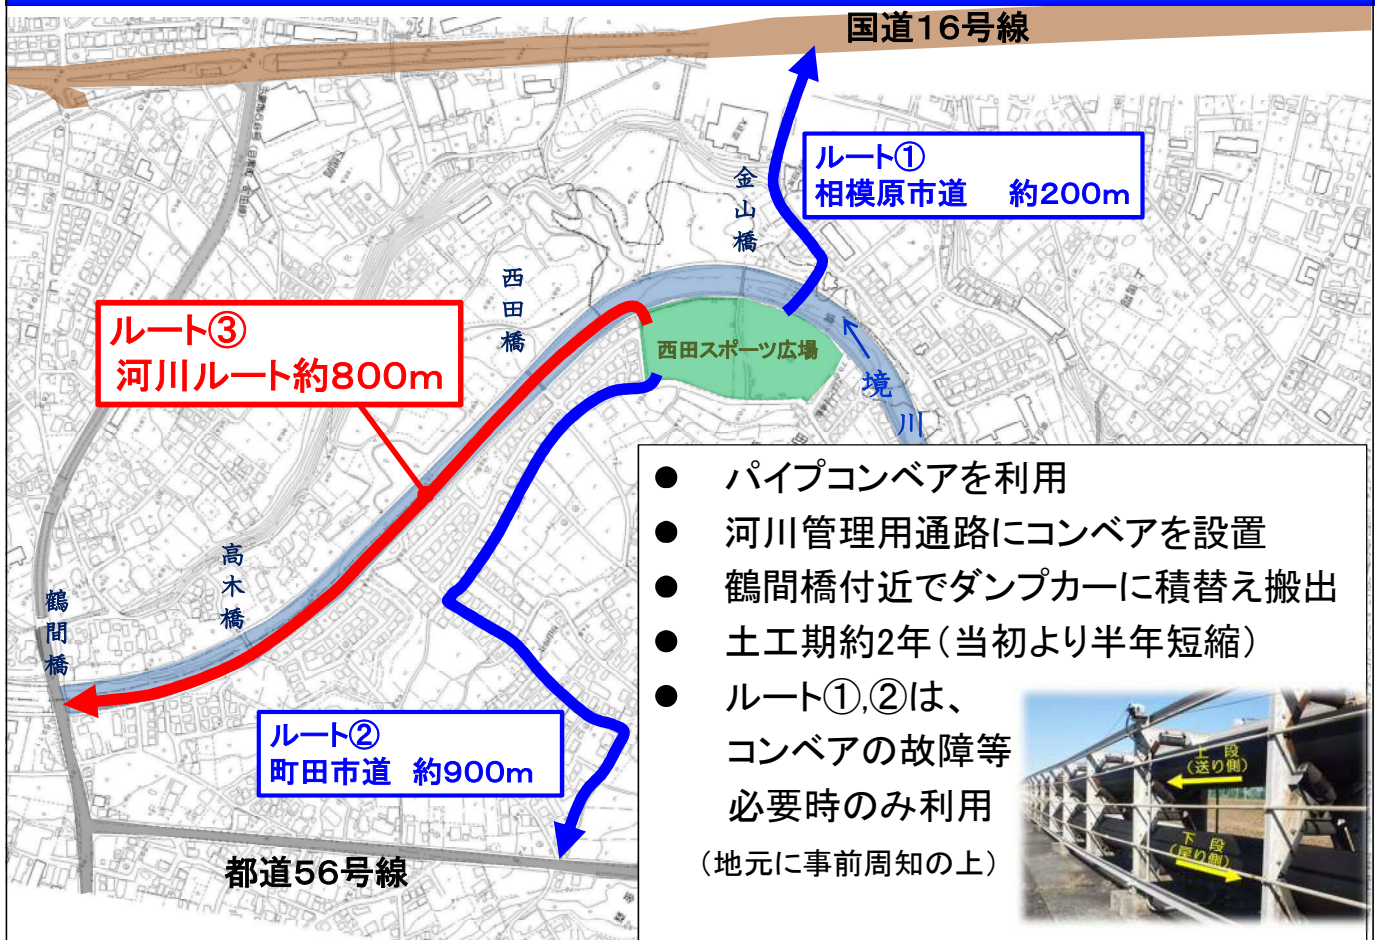 国道16号線
ルート①
相模原市道 約200m
金山橋
西田橋
ルート③
河川ルート約800m
西田スポーツ広場
境川
高木橋
鶴間橋
ルート②
町田市道 約900m
都道56号線
● パイプコンベアを利用
● 河川管理用通路にコンベアを設置
● 鶴間橋付近でダンプカーに積替え搬出
● 土工期約2年(当初より半年短縮)
● ルート①,②は、
コンベアの故障等
必要時のみ利用
(地元に事前周知の上)
上段
(送り側)
下段
(戻り側)